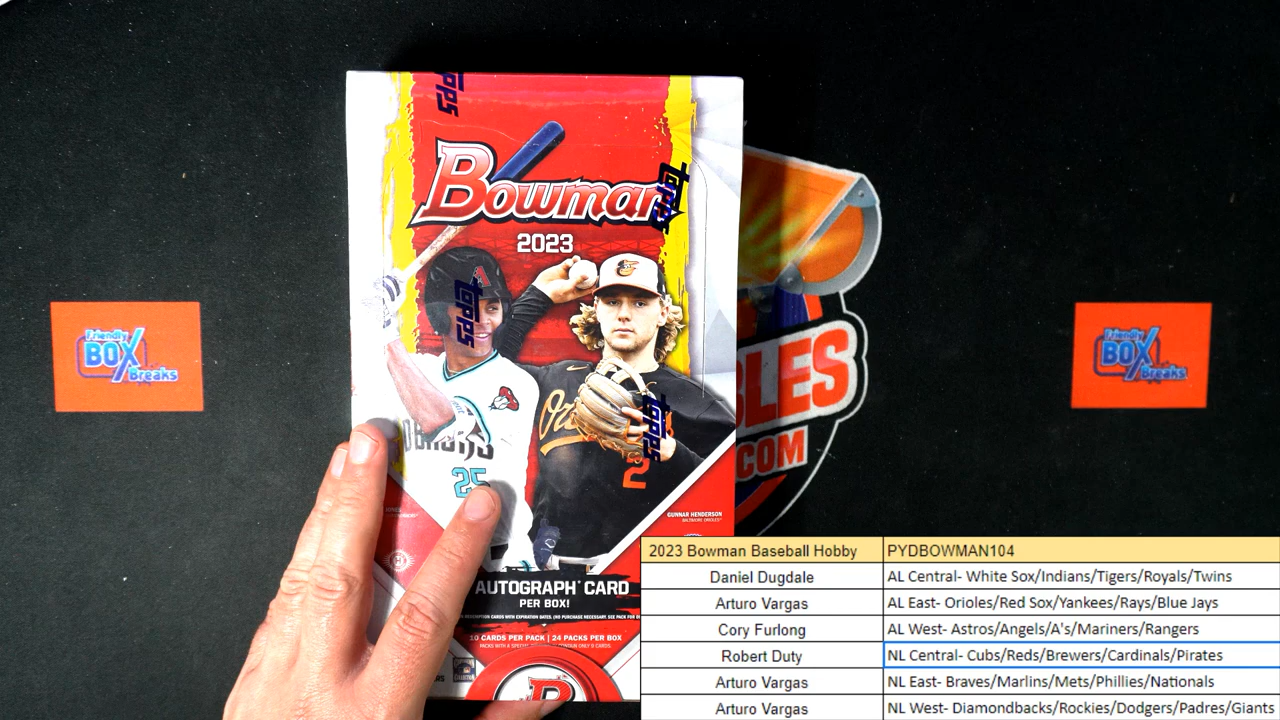 topps
Bowman
topps
2023
topps
topps
25
2
GUNNAR HENDERSON
BALTIMORE ORIOLES
AUTOGRAPH CARD
PER BOX!
10 CARDS PER PACK | 24 PACKS PER BOX
B
Friendly
BOX
Breaks
BLES
.COM
Friendly
BOX
Breaks
2023 Bowman Baseball Hobby PYDBOWMAN104
Daniel Dugdale AL Central- White Sox/Indians/Tigers/Royals/Twins
Arturo Vargas AL East- Orioles/Red Sox/Yankees/Rays/Blue Jays
Cory Furlong AL West- Astros/Angels/A's/Mariners/Rangers
Robert Duty NL Central- Cubs/Reds/Brewers/Cardinals/Pirates
Arturo Vargas NL East- Braves/Marlins/Mets/Phillies/Nationals
Arturo Vargas NL West- Diamondbacks/Rockies/Dodgers/Padres/Giants